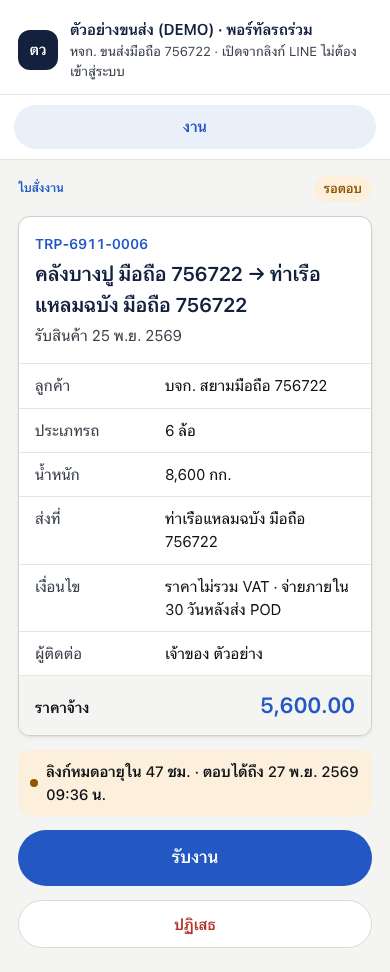 ตว
ตัวอย่างขนส่ง (DEMO) · พอร์ทัลรถร่วม
หจก. ขนส่งมือถือ 756722 · เปิดจากลิงก์ LINE ไม่ต้อง
เข้าสู่ระบบ
งาน
ใบสั่งงาน
รอตอบ
TRP-6911-0006
คลังบางปู มือถือ 756722 → ท่าเรือ
แหลมฉบัง มือถือ 756722
รับสินค้า 25 พ.ย. 2569
ลูกค้า บจก. สยามมือถือ 756722
ประเภทรถ 6 ล้อ
น้ำหนัก 8,600 กก.
ส่งที่ ท่าเรือแหลมฉบัง มือถือ
756722
เงื่อนไข ราคาไม่รวม VAT · จ่ายภายใน
30 วันหลังส่ง POD
ผู้ติดต่อ เจ้าของ ตัวอย่าง
ราคาจ้าง 5,600.00
ลิงก์หมดอายุใน 47 ชม. · ตอบได้ถึง 27 พ.ย. 2569
09:36 น.
รับงาน
ปฏิเสธ